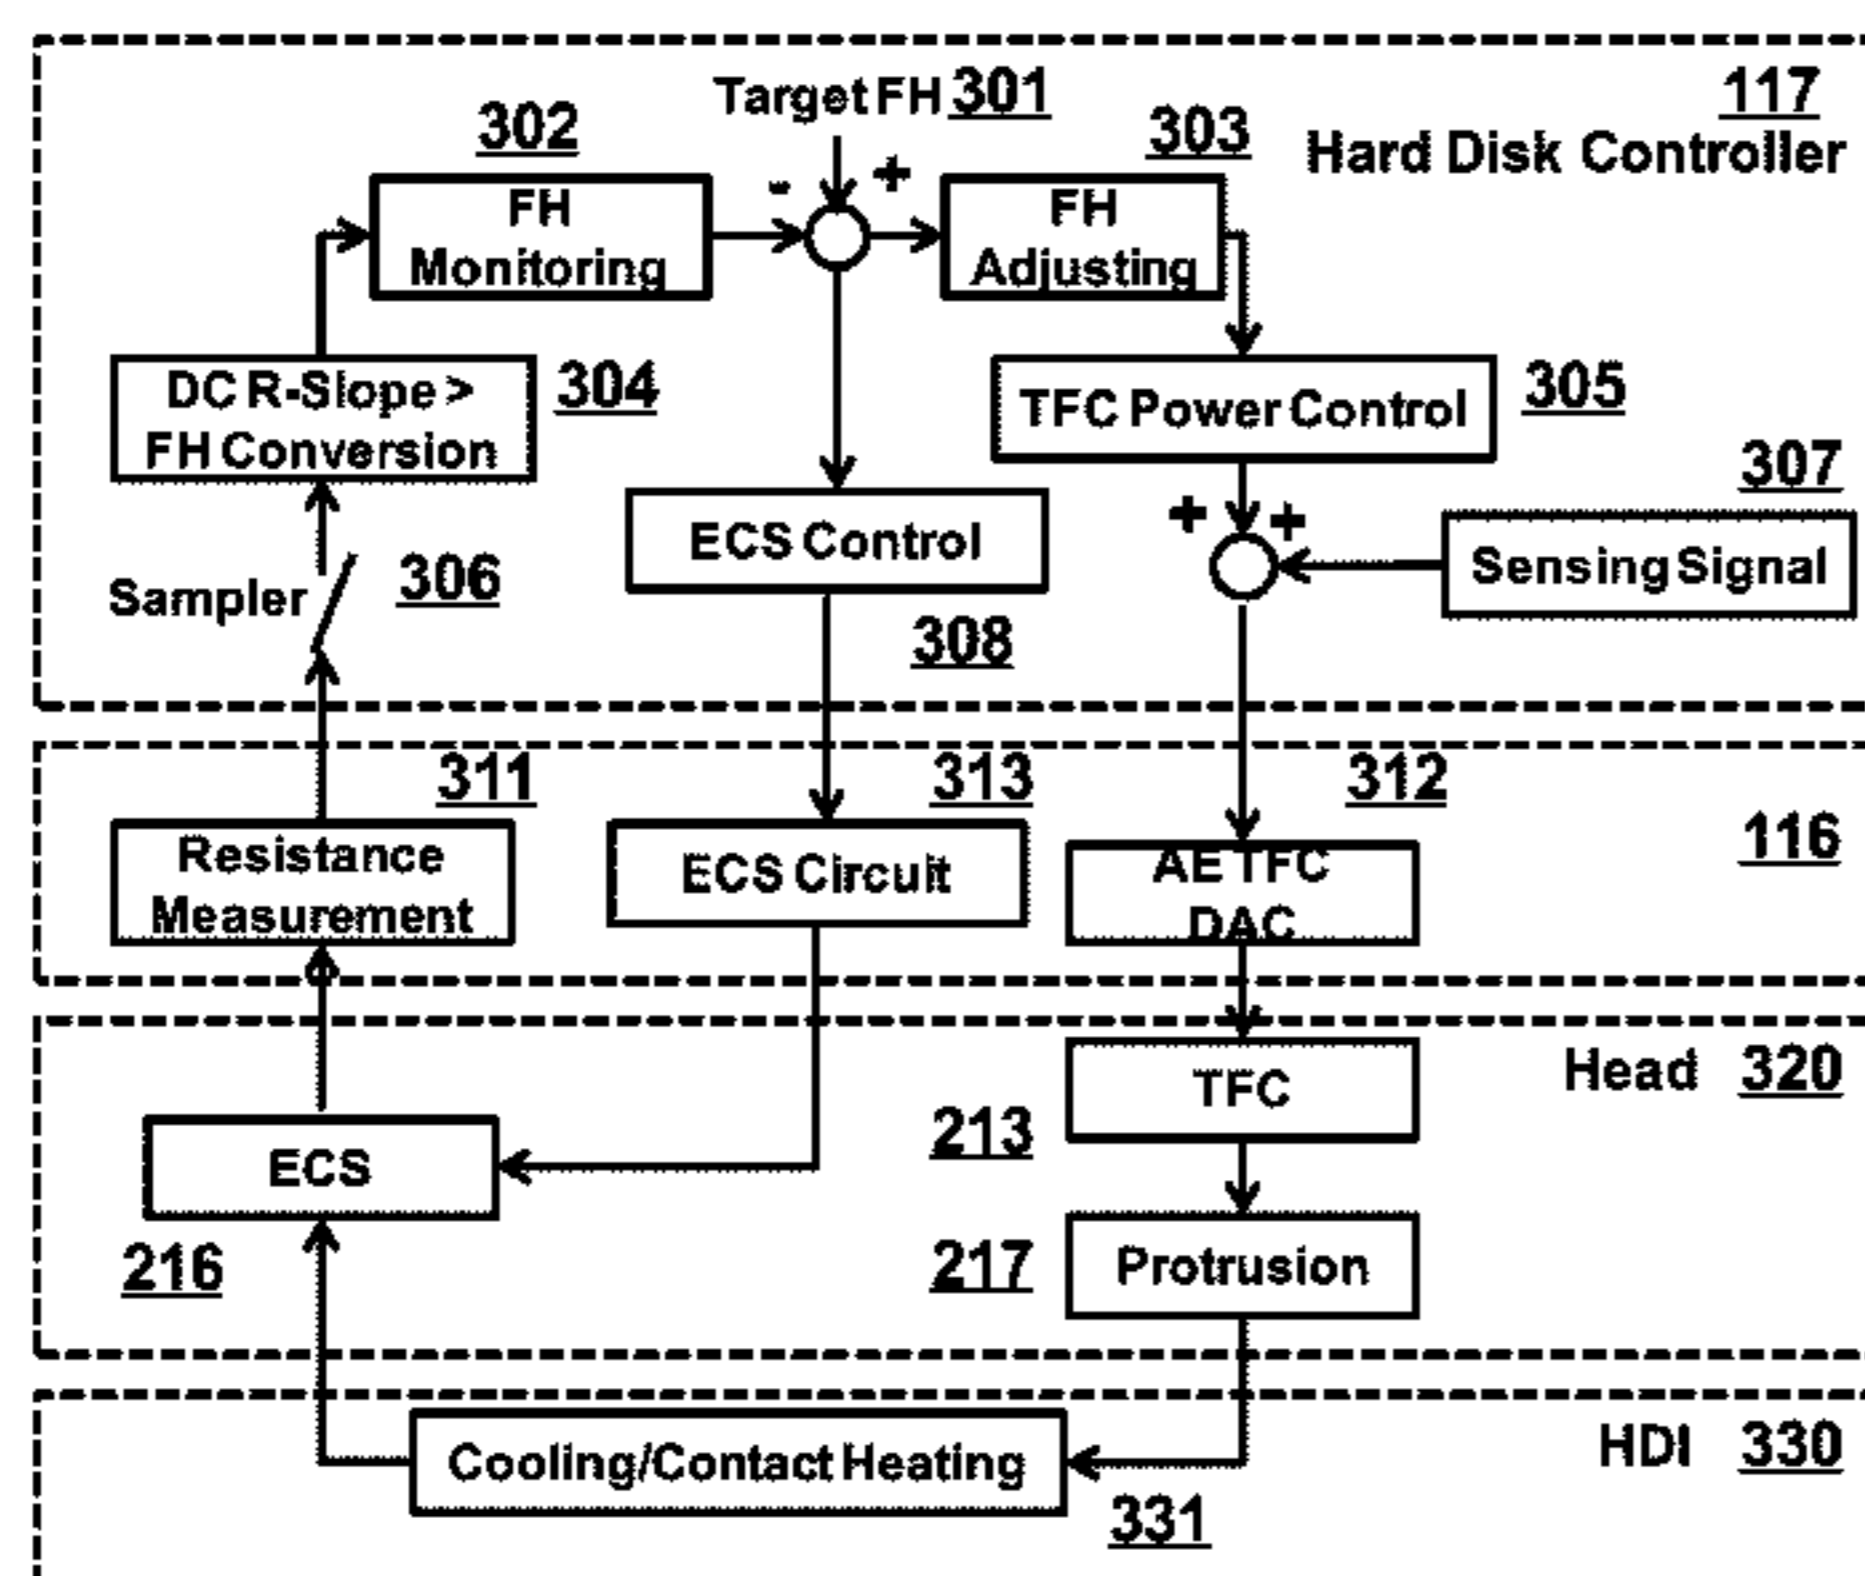 Target FH 301
117
Hard Disk Controller
302
303
- +
FH
Monitoring
FH
Adjusting
DC R-Slope >
FH Conversion
304
TFC Power Control
305
307
+ +
Sensing Signal
ECS Control
Sampler
306
308
311
313
312
116
Resistance
Measurement
ECS Circuit
AE TFC
DAC
Head 320
TFC
213
ECS
216
217
Protrusion
HDI 330
Cooling/Contact Heating
331